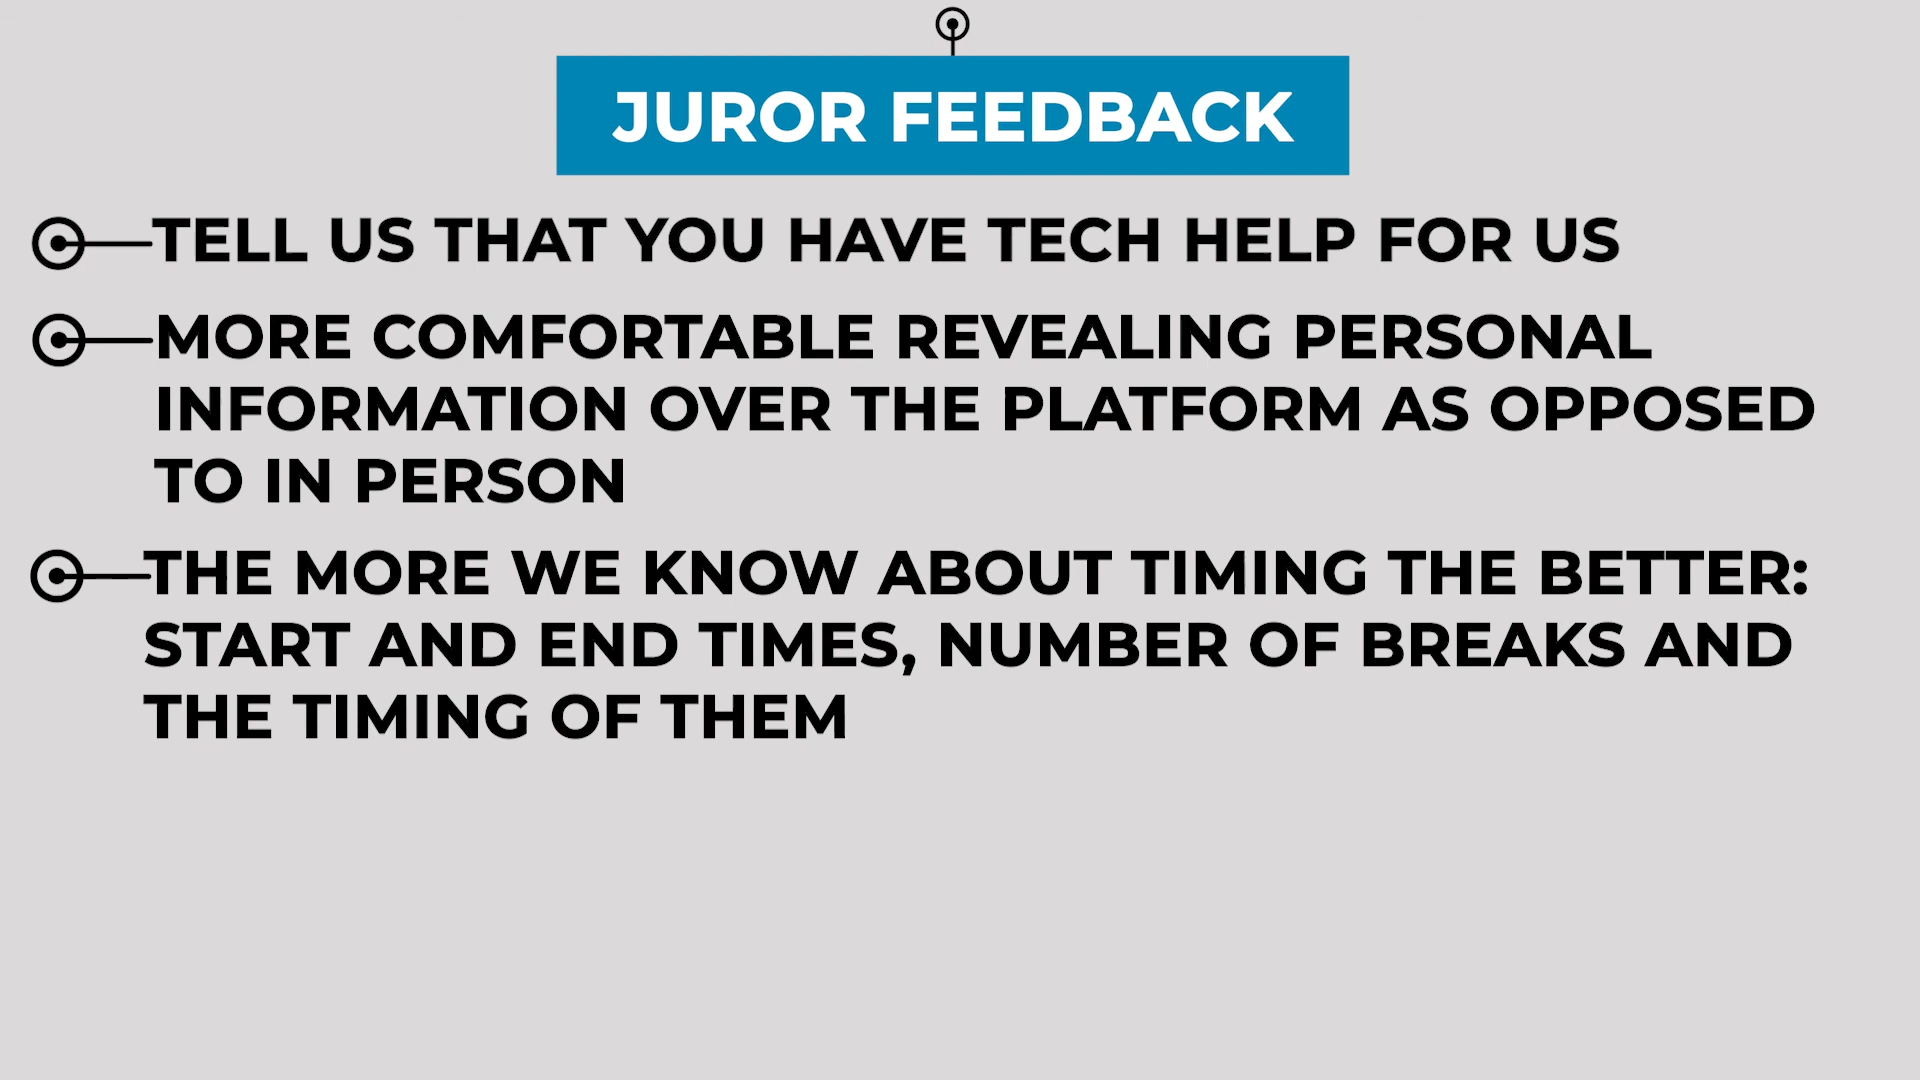 JUROR FEEDBACK
TELL US THAT YOU HAVE TECH HELP FOR US
MORE COMFORTABLE REVEALING PERSONAL
INFORMATION OVER THE PLATFORM AS OPPOSED
TO IN PERSON
THE MORE WE KNOW ABOUT TIMING THE BETTER:
START AND END TIMES, NUMBER OF BREAKS AND
THE TIMING OF THEM